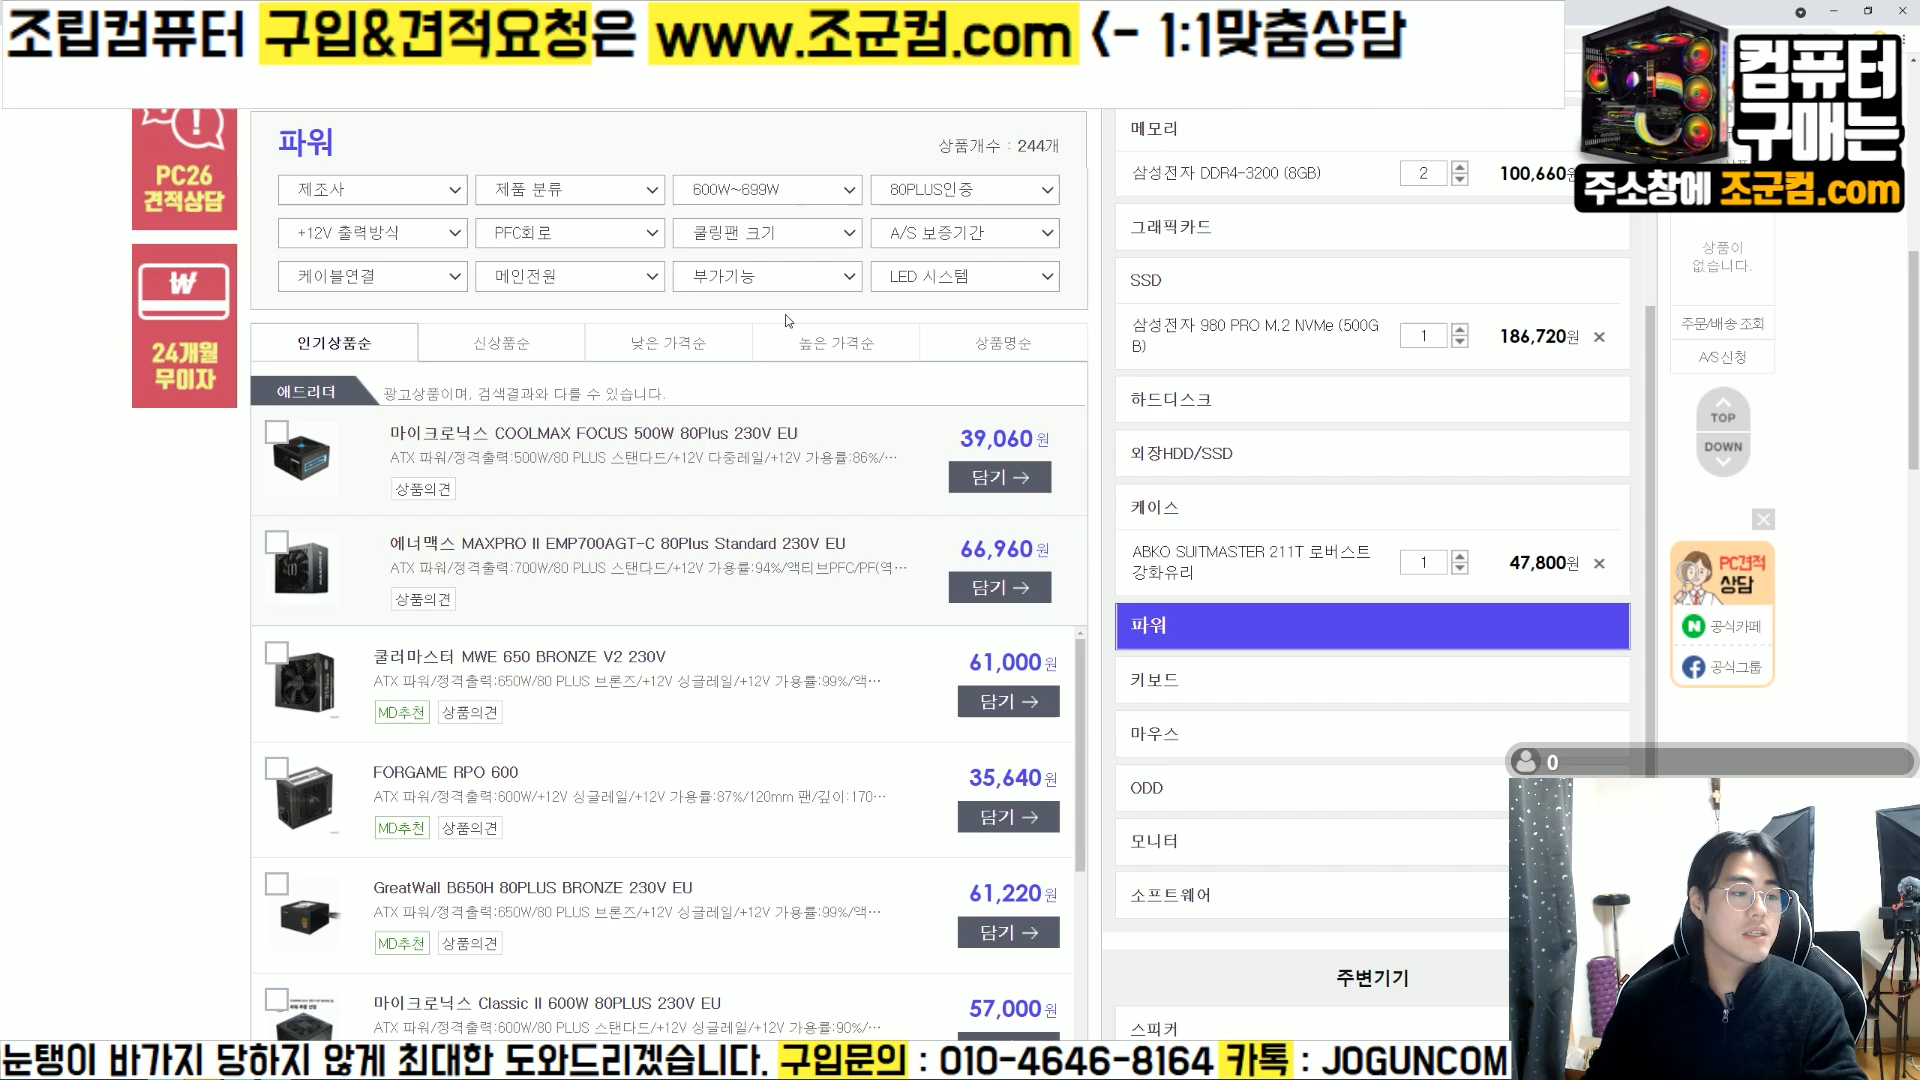 조립컴퓨터 구입&견적요청은 www.조군컴.com <- 1:1맞춤상담
컴퓨터
구매는
주소창에 조군컴.com
PC26
견적상담
₩
24개월
무이자
파워
상품개수 : 244개
제조사 제품 분류 600W~699W 80PLUS인증
+12V 출력방식 PFC회로 쿨링팬 크기 A/S 보증기간
케이블연결 메인전원 부가기능 LED 시스템
인기상품순 신상품순 낮은 가격순 높은 가격순 상품명순
애드리더 광고상품이며, 검색결과와 다를 수 있습니다.
마이크로닉스 COOLMAX FOCUS 500W 80Plus 230V EU
39,060원
ATX 파워/정격출력:500W/80 PLUS 스탠다드/+12V 다중레일/+12V 가용률:86%/···
담기→
상품의견
에너맥스 MAXPRO II EMP700AGT-C 80Plus Standard 230V EU
66,960원
ATX 파워/정격출력:700W/80 PLUS 스탠다드/+12V 가용률:94%/액티브PFC/PF(역···
담기→
상품의견
쿨러마스터 MWE 650 BRONZE V2 230V
61,000원
ATX 파워/정격출력:650W/80 PLUS 브론즈/+12V 싱글레일/+12V 가용률:99%/액···
담기→
MD추천 상품의견
FORGAME RPO 600
35,640원
ATX 파워/정격출력:600W/+12V 싱글레일/+12V 가용률:87%/120mm 팬/깊이:170···
담기→
MD추천 상품의견
GreatWall B650H 80PLUS BRONZE 230V EU
61,220원
ATX 파워/정격출력:650W/80 PLUS 브론즈/+12V 싱글레일/+12V 가용률:99%/액···
담기→
MD추천 상품의견
마이크로닉스 Classic II 600W 80PLUS 230V EU
57,000원
ATX 파워/정격출력:600W/80 PLUS 스탠다드/+12V 싱글레일/+12V 가용률:90%/···
메모리
삼성전자 DDR4-3200 (8GB) 2 100,660원
그래픽카드
SSD
삼성전자 980 PRO M.2 NVMe (500G
B)
1 186,720원 ×
하드디스크
외장HDD/SSD
케이스
ABKO SUITMASTER 211T 로버스트
강화유리
1 47,800원 ×
파워
키보드
마우스
ODD
모니터
소프트웨어
주변기기
스피커
상품이
없습니다.
주문/배송 조회
A/S 신청
TOP
DOWN
PC견적
상담
N 공식카페
공식그룹
0
눈탱이 바가지 당하지 않게 최대한 도와드리겠습니다. 구입문의 : 010-4646-8164 카톡 : JOGUNCOM